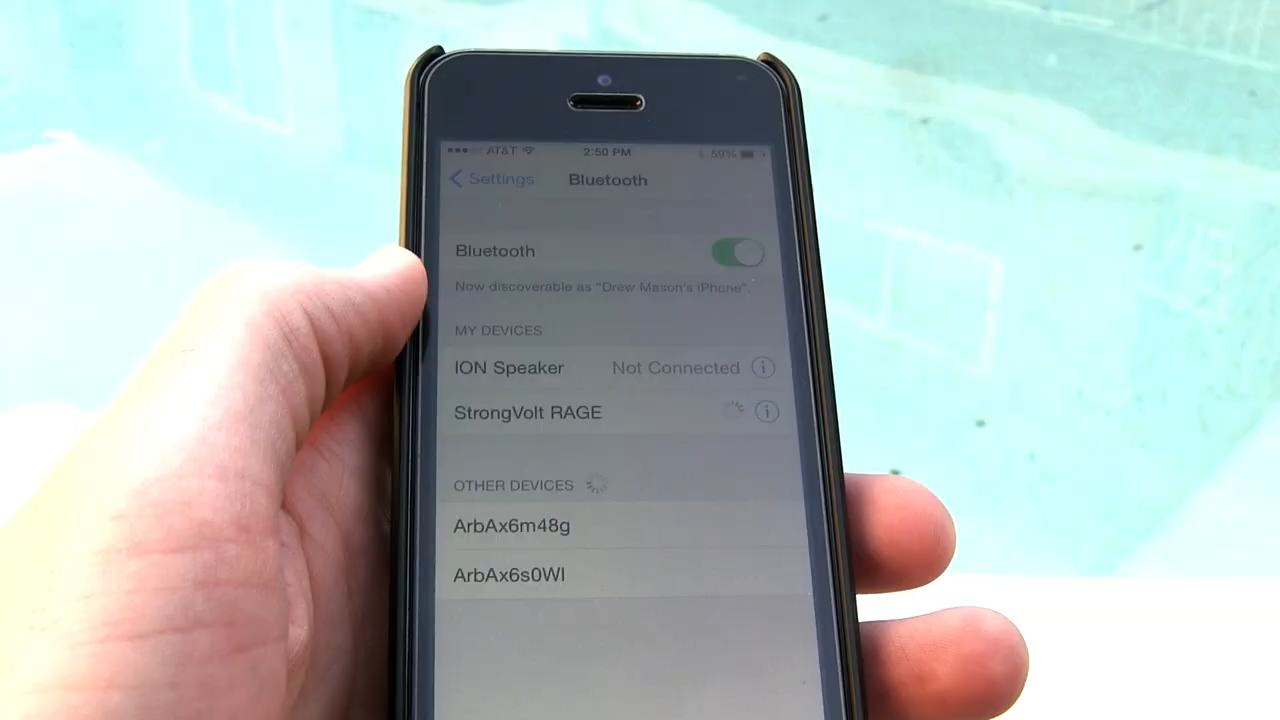 AT&T 2:50 PM 59%
Settings Bluetooth
Bluetooth
Now discoverable as "Drew Mason's iPhone".
MY DEVICES
ION Speaker Not Connected
StrongVolt RAGE
OTHER DEVICES
ArbAx6m48g
ArbAx6s0WI